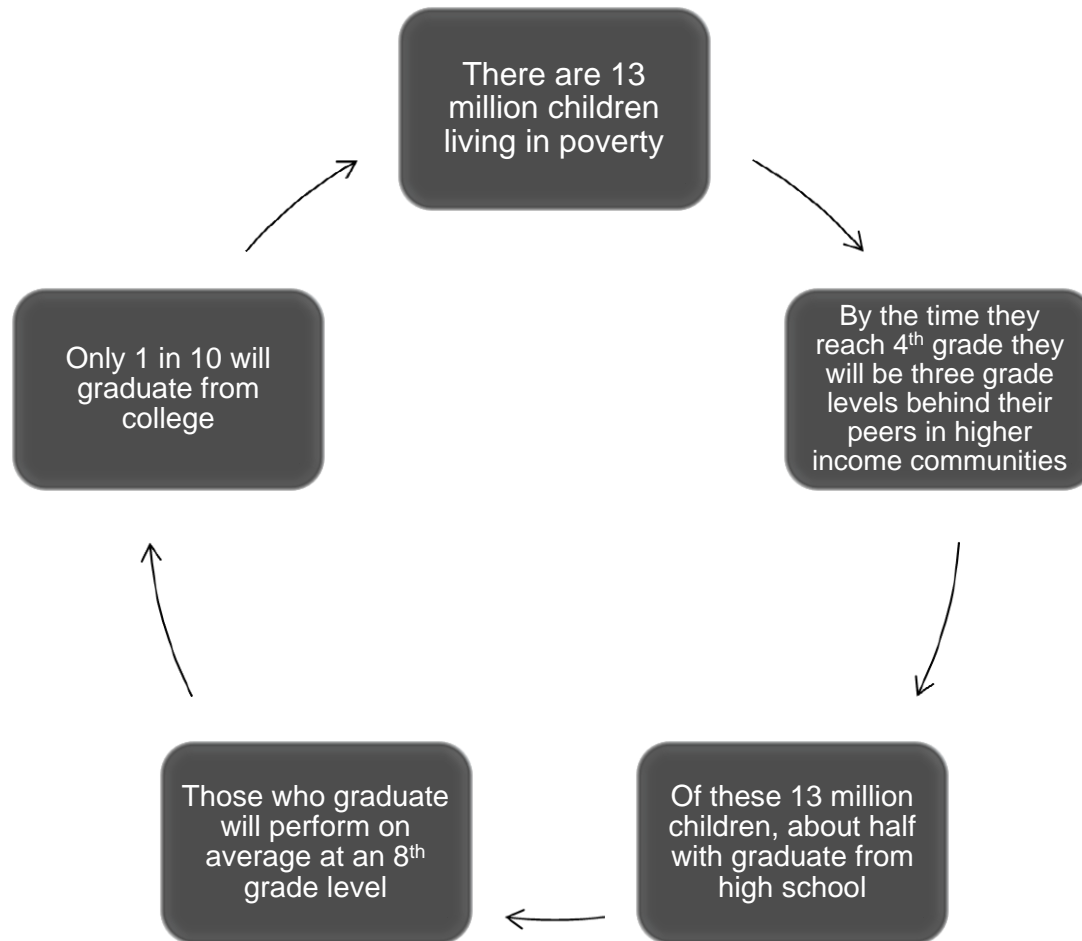 There are 13
million children
living in poverty
By the time they
reach 4th grade they
will be three grade
levels behind their
peers in higher
income communities
Of these 13 million
children, about half
with graduate from
high school
Those who graduate
will perform on
average at an 8th
grade level
Only 1 in 10 will
graduate from
college